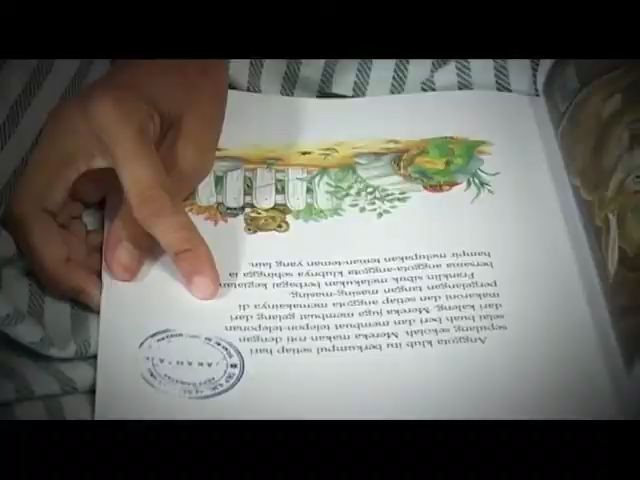 Anggota klub itu berkumpul setiap hari
sepulang sekolah. Mereka makan roti dengan
selai buah beri dan membuat telepon-teleponan
dari kaleng. Mereka juga membuat gelang dari
makaroni dan setiap anggota memakainya di
pergelangan tangan masing-masing.
Franklin sibuk melakukan berbagai kegiatan
bersama anggota-anggota klubnya sehingga ia
hampir melupakan teman-teman yang lain.